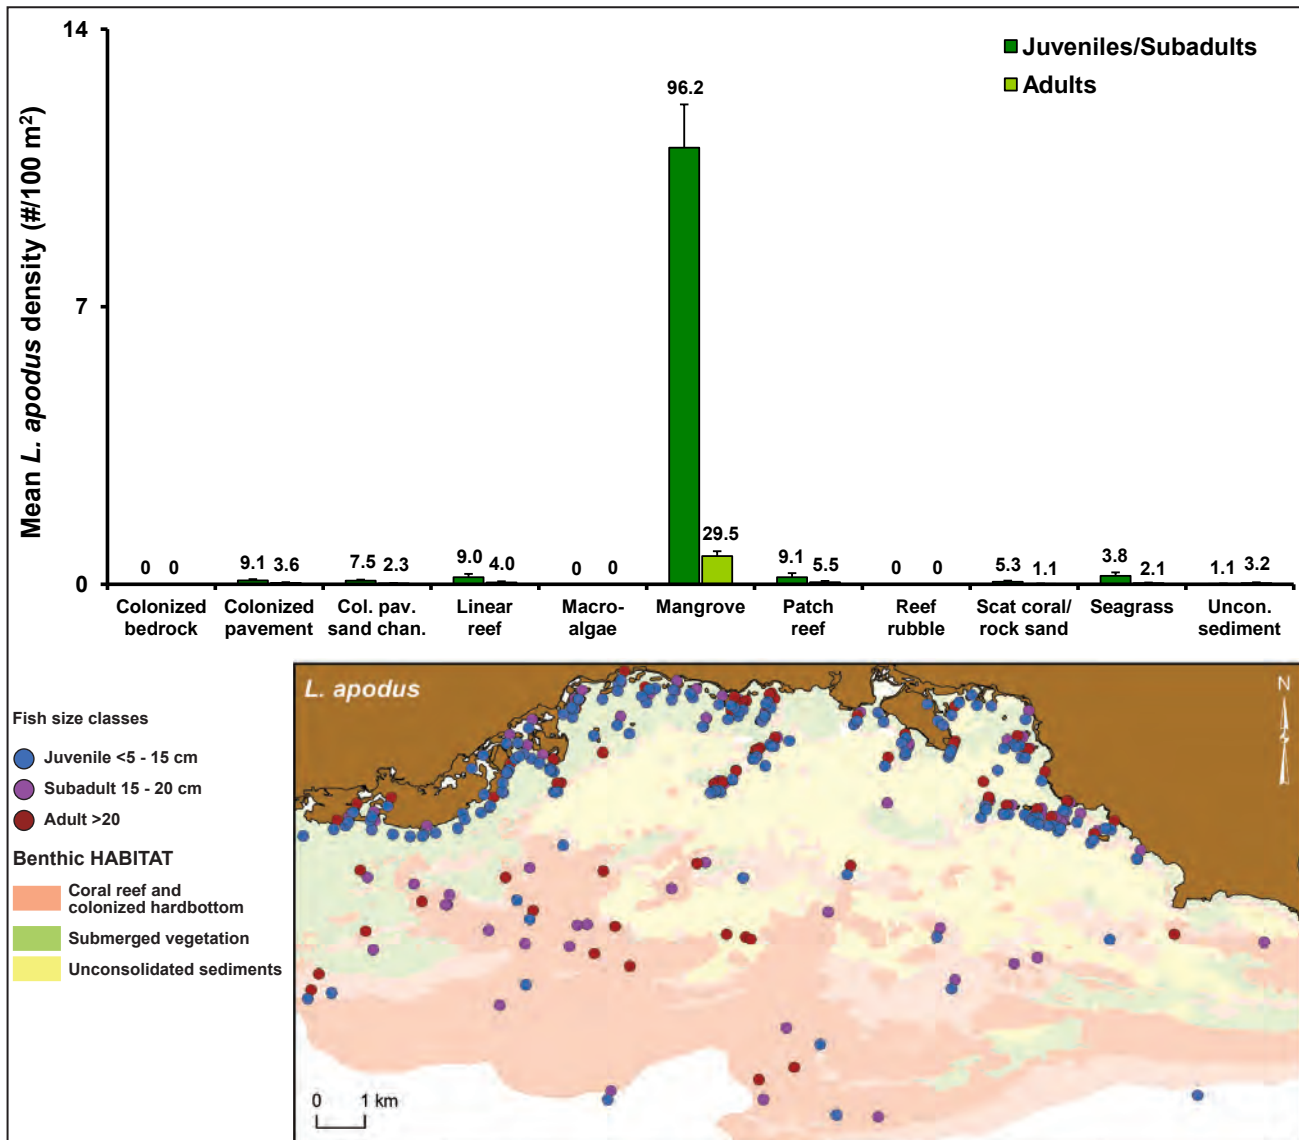 14
7
0
Mean L. apodus density (#/100 m²)
Juveniles/Subadults
Adults
0 0
9.1 3.6
7.5 2.3
9.0 4.0
0 0
96.2
29.5
9.1 5.5
0 0
5.3 1.1
3.8 2.1
1.1 3.2
Colonized
bedrock
Colonized
pavement
Col. pav.
sand chan.
Linear
reef
Macro-
algae
Mangrove
Patch
reef
Reef
rubble
Scat coral/
rock sand
Seagrass
Uncon.
sediment
Fish size classes
Juvenile <5 - 15 cm
Subadult 15 - 20 cm
Adult >20
Benthic HABITAT
Coral reef and
colonized hardbottom
Submerged vegetation
Unconsolidated sediments
L. apodus
N
0 1 km